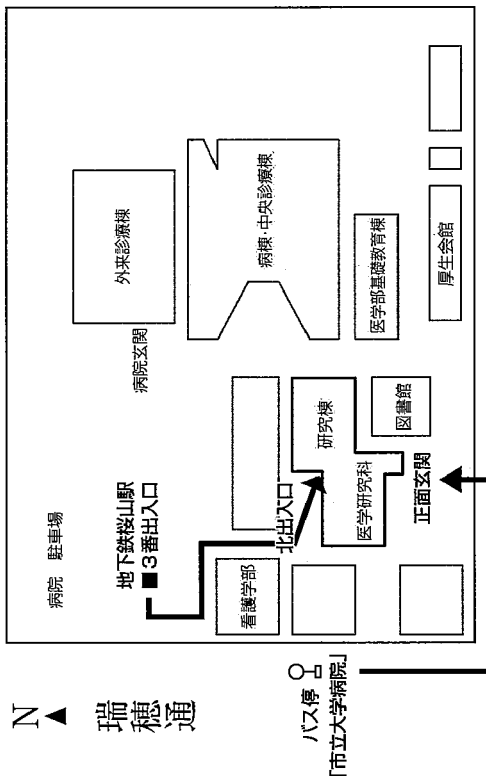 N
瑞穂通
病院 駐車場
地下鉄桜山駅
3番出入口
病院玄関
外来診療棟
病棟・中央診療棟
医学部基礎教育棟
厚生会館
図書館
研究棟
医学研究科
正面玄関
北出入口
看護学部
バス停
「市立大学病院」